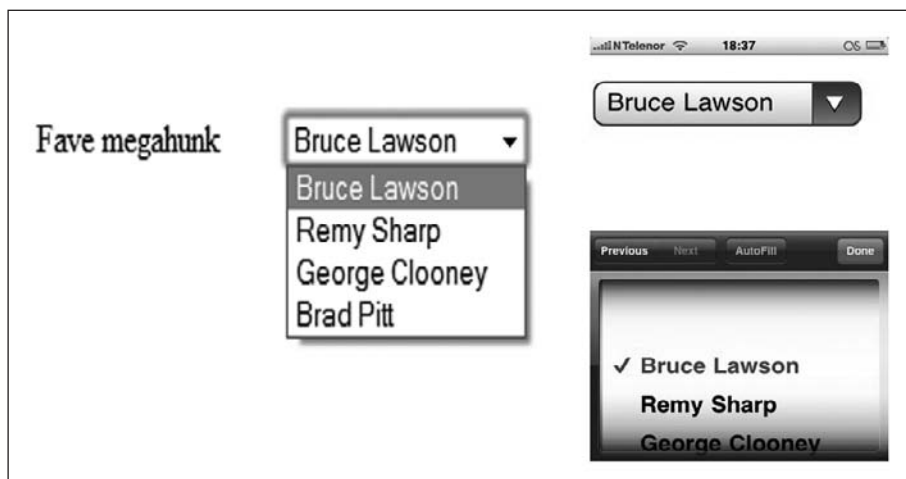 Fave megahunk
Bruce Lawson
Bruce Lawson
Remy Sharp
George Clooney
Brad Pitt
N Telenor 18:37
Bruce Lawson
Previous Next AutoFill Done
✓ Bruce Lawson
Remy Sharp
George Clooney